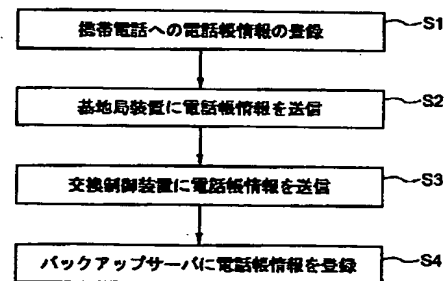 携帯電話への電話帳情報の登録
S1
基地局装置に電話帳情報を送信
S2
交換制御装置に電話帳情報を送信
S3
バックアップサーバに電話帳情報を登録
S4